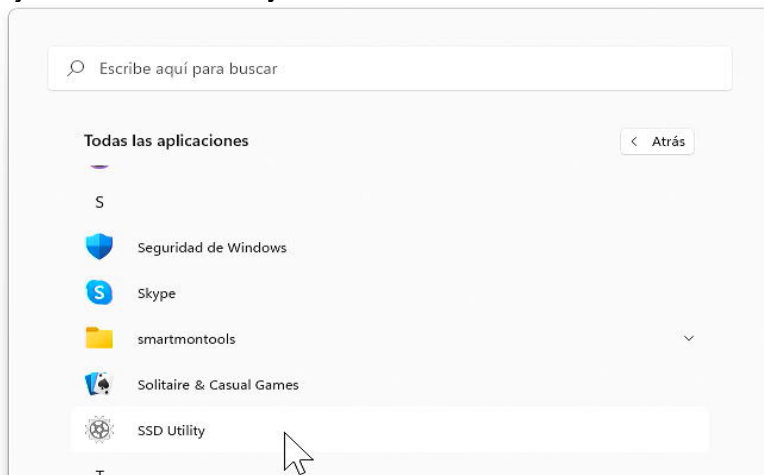 Escribe aquí para buscar
Todas las aplicaciones
Atrás
S
Seguridad de Windows
Skype
smartmontools
Solitaire & Casual Games
SSD Utility